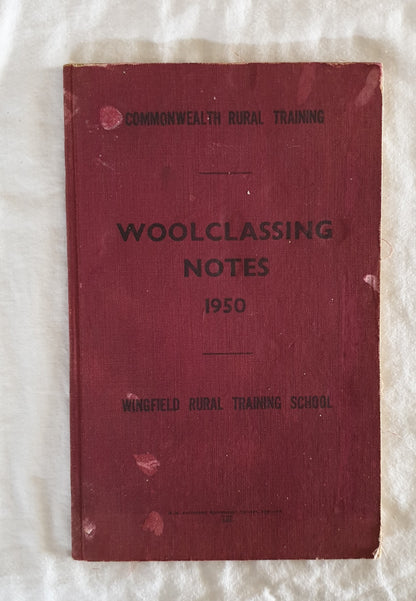 COMMONWEALTH RURAL TRAINING
WOOLCLASSING
NOTES
1950
WINGFIELD RURAL TRAINING SCHOOL